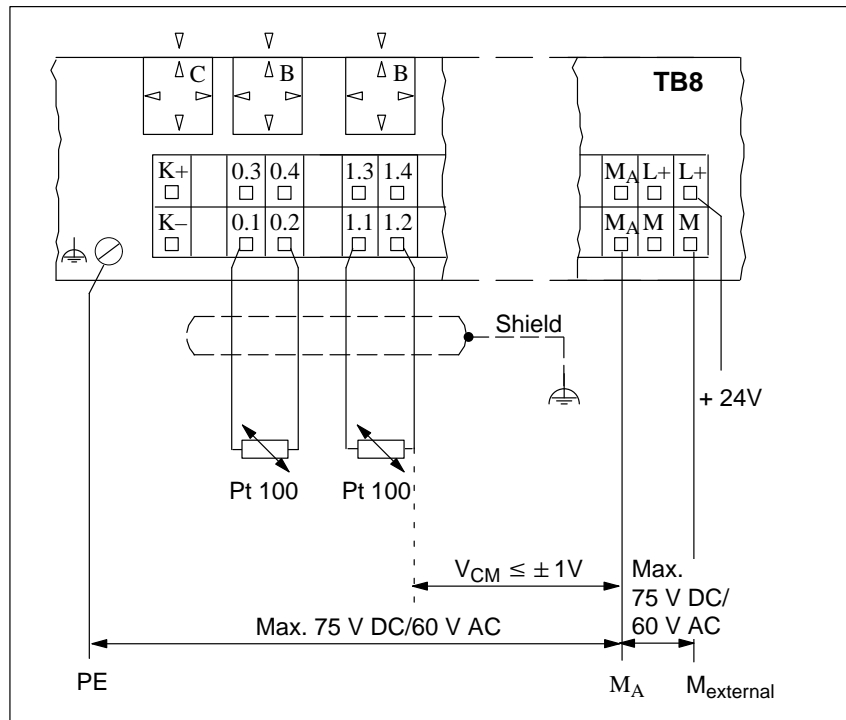 C B B TB8
K+ 0.3 0.4 1.3 1.4 MA L+ L+
K– 0.1 0.2 1.1 1.2 MA M M
Shield
+ 24V
Pt 100 Pt 100
VCM ≤ ± 1V
Max.
75 V DC/
60 V AC
Max. 75 V DC/60 V AC
PE MA Mexternal